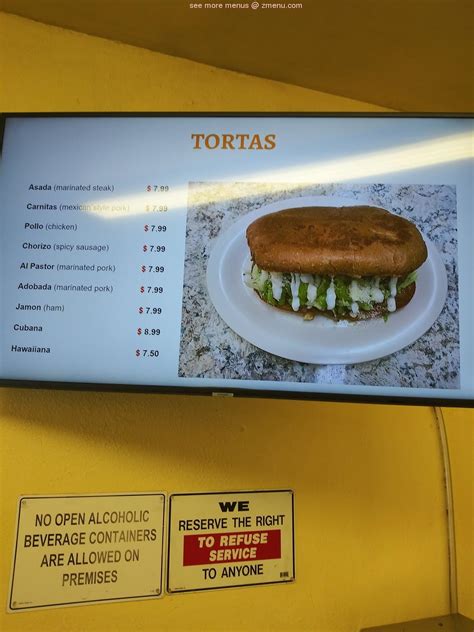 see more menus @ zmenu.com
TORTAS
Asada (marinated steak) $ 7.99
Carnitas (mexican style pork) $ 7.99
Pollo (chicken) $ 7.99
Chorizo (spicy sausage) $ 7.99
Al Pastor (marinated pork) $ 7.99
Adobada (marinated pork) $ 7.99
Jamon (ham) $ 7.99
Cubana $ 8.99
Hawaiiana $ 7.50
NO OPEN ALCOHOLIC
BEVERAGE CONTAINERS
ARE ALLOWED ON
PREMISES
WE
RESERVE THE RIGHT
TO REFUSE
SERVICE
TO ANYONE